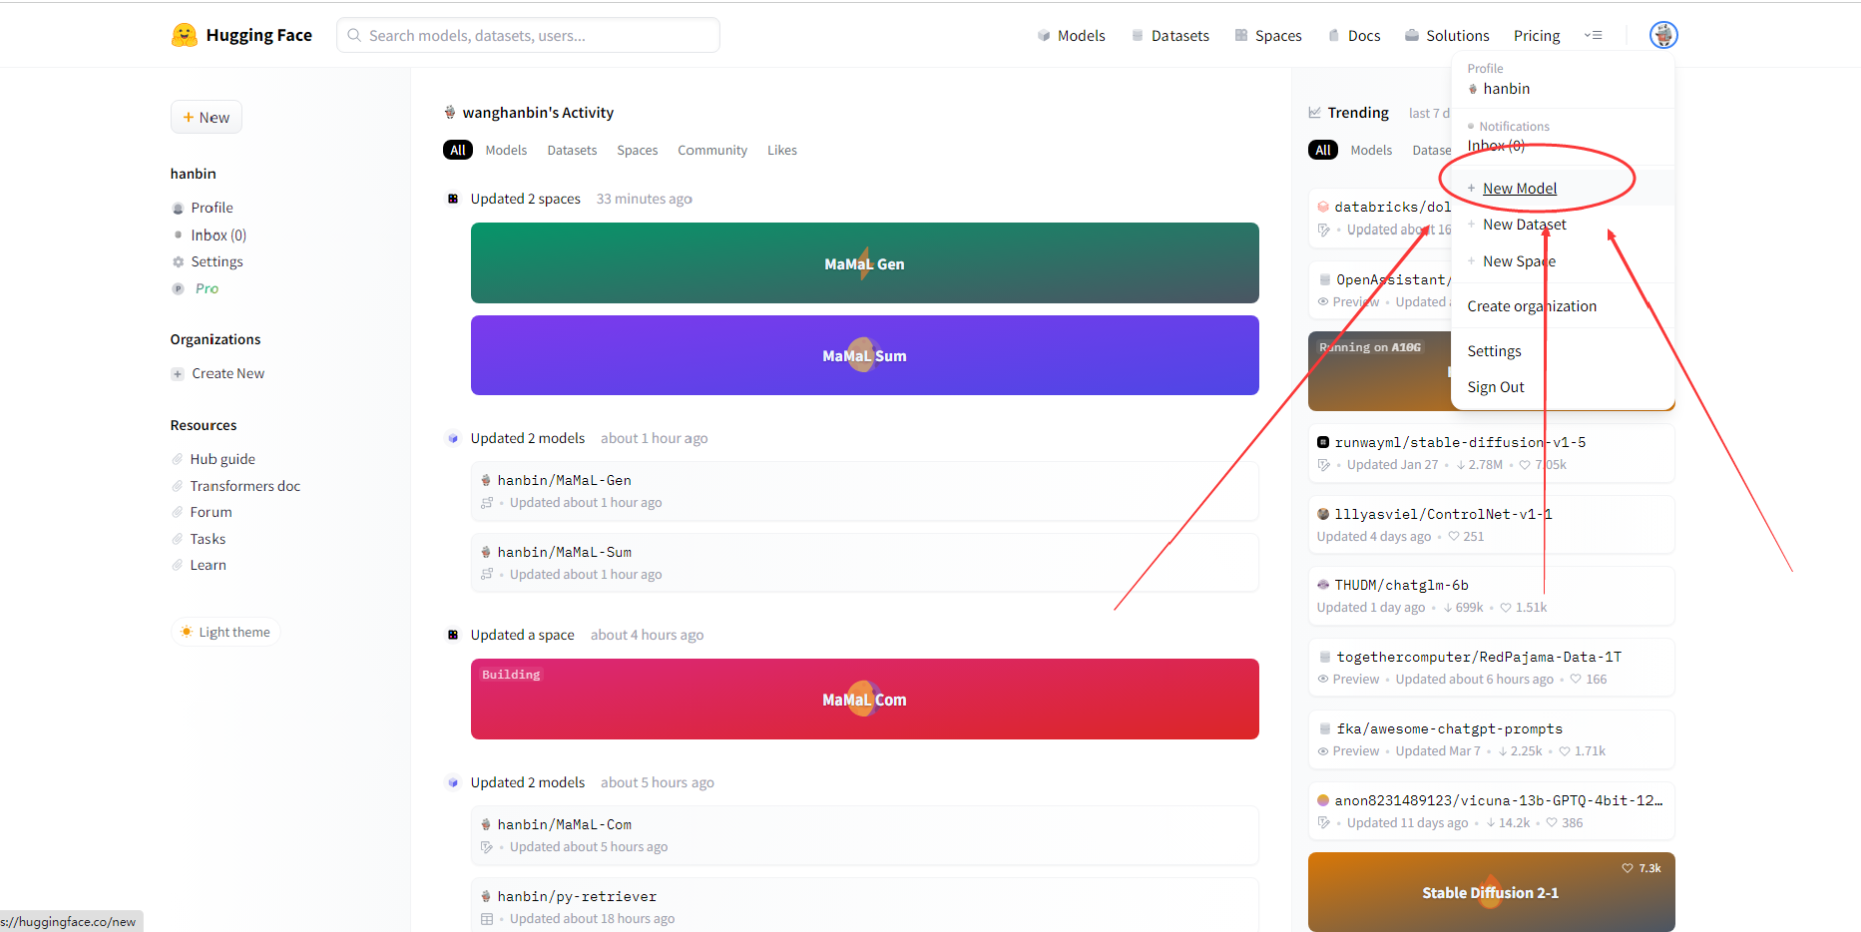 Hugging Face
Search models, datasets, users...
Models
Datasets
Spaces
Docs
Solutions
Pricing
+ New
hanbin
Profile
Inbox (0)
Settings
Pro
Organizations
Create New
Resources
Hub guide
Transformers doc
Forum
Tasks
Learn
Light theme
wanghanbin's Activity
All Models Datasets Spaces Community Likes
Updated 2 spaces 33 minutes ago
MaMaL Gen
MaMaL Sum
Updated 2 models about 1 hour ago
hanbin/MaMaL-Gen
• Updated about 1 hour ago
hanbin/MaMaL-Sum
• Updated about 1 hour ago
Updated a space about 4 hours ago
Building
MaMaL Com
Updated 2 models about 5 hours ago
hanbin/MaMaL-Com
• Updated about 5 hours ago
hanbin/py-retriever
• Updated about 18 hours ago
Profile
hanbin
Notifications
Inbox (0)
+ New Model
+ New Dataset
+ New Space
Create organization
Settings
Sign Out
Trending last 7 d
All Models Datase
databricks/dol
• Updated about 16
OpenAssistant/
Preview • Updated a
Running on A10G
runwayml/stable-diffusion-v1-5
• Updated Jan 27 • ↓ 2.78M • ♡ 7.05k
lllyasviel/ControlNet-v1-1
Updated 4 days ago • ♡ 251
THUDM/chatglm-6b
Updated 1 day ago • ↓ 699k • ♡ 1.51k
togethercomputer/RedPajama-Data-1T
Preview • Updated about 6 hours ago • ♡ 166
fka/awesome-chatgpt-prompts
Preview • Updated Mar 7 • ↓ 2.25k • ♡ 1.71k
anon8231489123/vicuna-13b-GPTQ-4bit-12...
• Updated 11 days ago • ↓ 14.2k • ♡ 386
♡ 7.3k
Stable Diffusion 2-1
s://huggingface.co/new